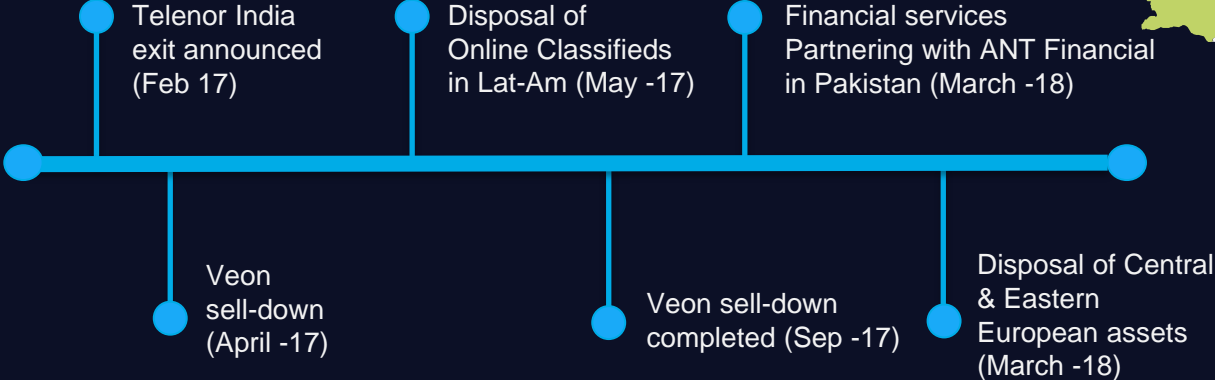 Telenor India
exit announced
(Feb 17)
Disposal of
Online Classifieds
in Lat-Am (May -17)
Financial services
Partnering with ANT Financial
in Pakistan (March -18)
Veon
sell-down
(April -17)
Veon sell-down
completed (Sep -17)
Disposal of Central
& Eastern
European assets
(March -18)